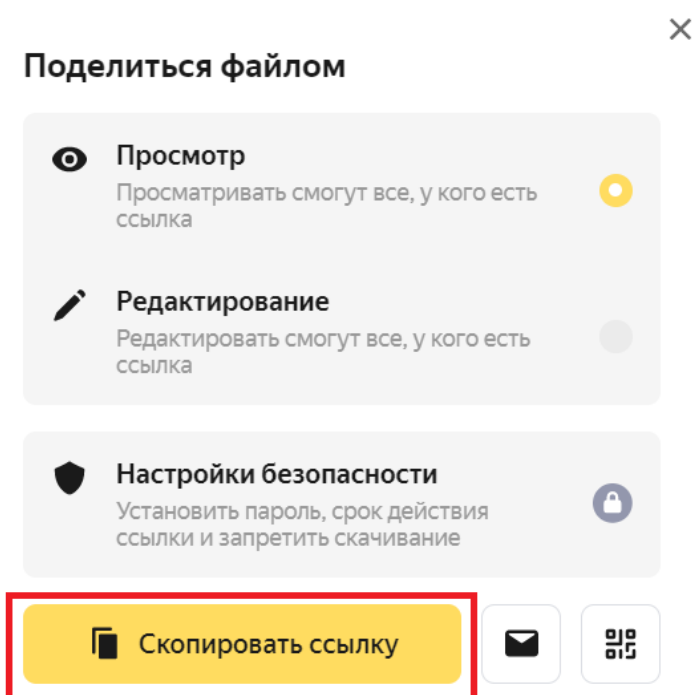 Поделиться файлом
Просмотр
Просматривать смогут все, у кого есть
ссылка
Редактирование
Редактировать смогут все, у кого есть
ссылка
Настройки безопасности
Установить пароль, срок действия
ссылки и запретить скачивание
Скопировать ссылку